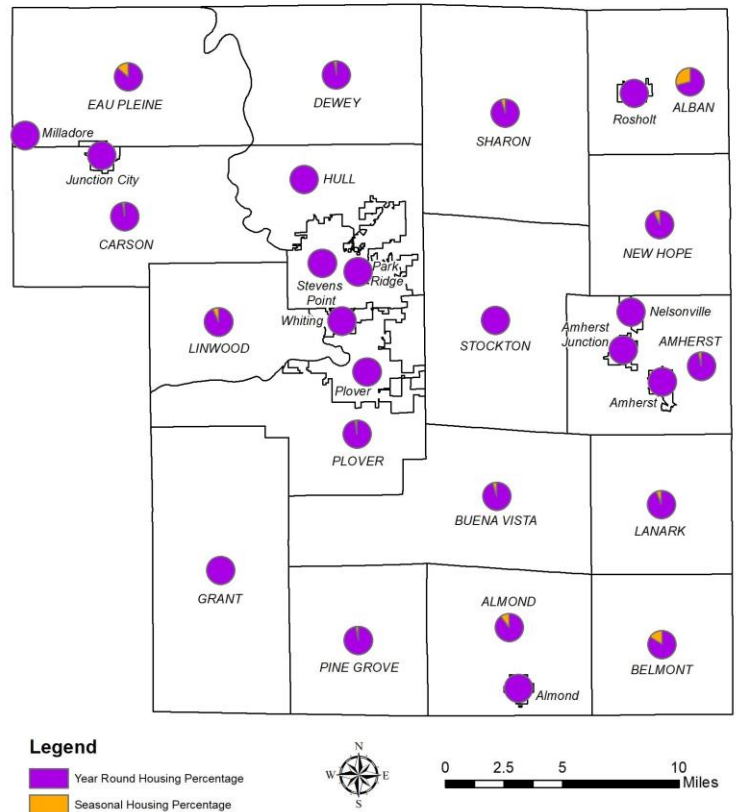 EAU PLEINE
DEWEY
SHARON
Rosholt
ALBAN
Milladore
Junction City
CARSON
HULL
NEW HOPE
Stevens
Point
Park
Ridge
Whiting
LINWOOD
STOCKTON
Nelsonville
Amherst
Junction
AMHERST
Amherst
Plover
PLOVER
BUENA VISTA
LANARK
GRANT
PINE GROVE
ALMOND
Almond
BELMONT
Legend
Year Round Housing Percentage
Seasonal Housing Percentage
N
W E
S
0 2.5 5 10
Miles